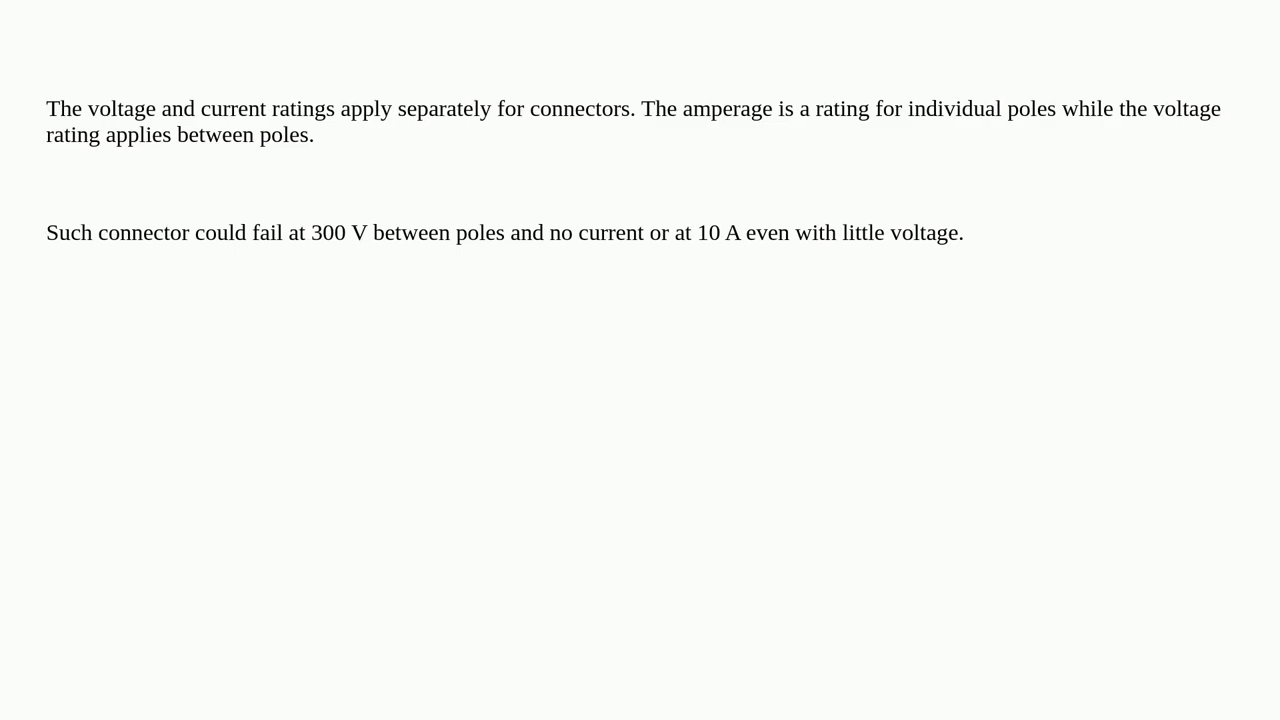 The voltage and current ratings apply separately for connectors. The amperage is a rating for individual poles while the voltage
rating applies between poles.
Such connector could fail at 300 V between poles and no current or at 10 A even with little voltage.